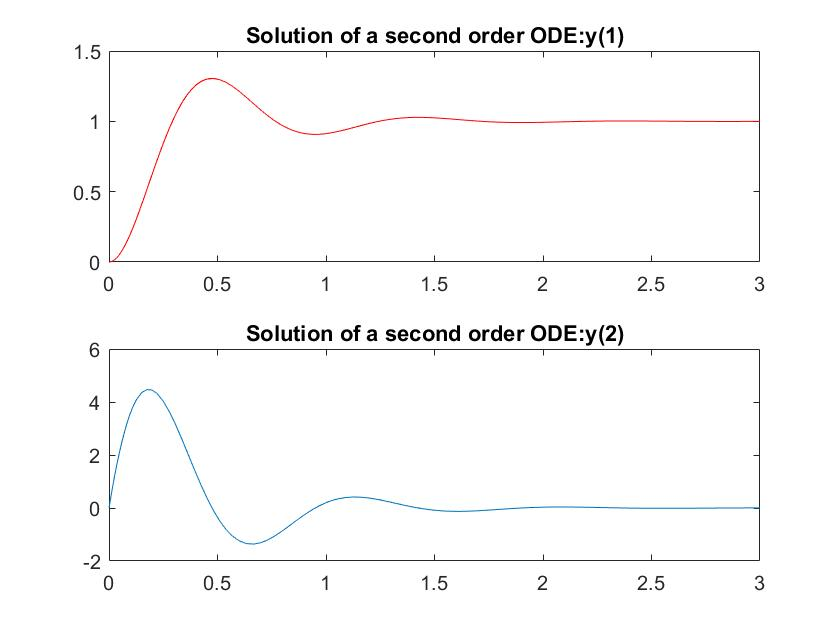 Solution of a second order ODE:y(1)
1.5
1
0.5
0
0 0.5 1 1.5 2 2.5 3
Solution of a second order ODE:y(2)
6
4
2
0
-2
0 0.5 1 1.5 2 2.5 3